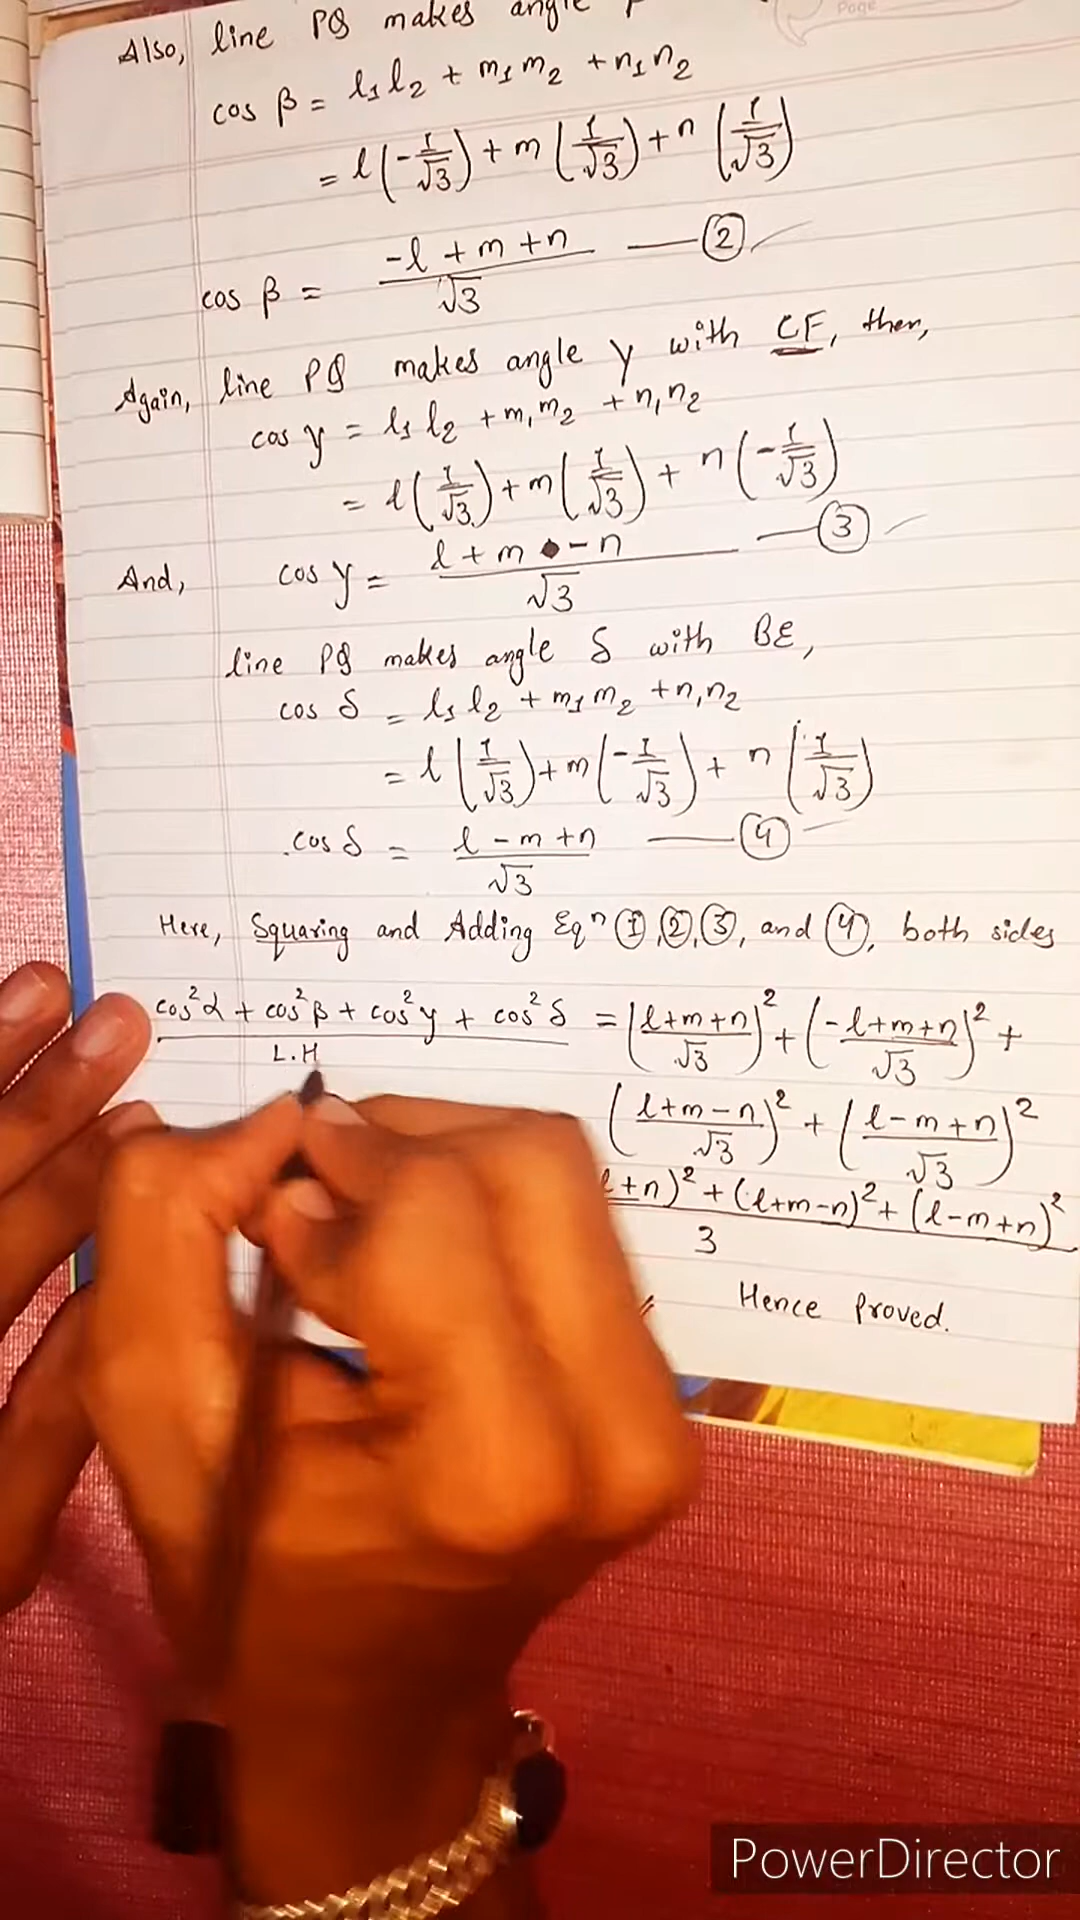 Page
Also, line PQ makes angle
cos β = l₁l₂ + m₁m₂ + n₁n₂
= l(-1/√3) + m(1/√3) + n(1/√3)
cos β = (-l + m + n)/√3 —— ②
Again, line PQ makes angle γ with CF, then,
cos γ = l₁l₂ + m₁m₂ + n₁n₂
= l(1/√3) + m(1/√3) + n(-1/√3)
And, cos γ = (l + m - n)/√3 —— ③
line PQ makes angle δ with BE,
cos δ = l₁l₂ + m₁m₂ + n₁n₂
= l(1/√3) + m(-1/√3) + n(1/√3)
cos δ = (l - m + n)/√3 —— ④
Here, Squaring and Adding Eqⁿ ①, ②, ③, and ④, both sides
cos²α + cos²β + cos²γ + cos²δ = ((l+m+n)/√3)² + ((-l+m+n)/√3)² +
L.H
((l+m-n)/√3)² + ((l-m+n)/√3)²
+n)² + (l+m-n)² + (l-m+n)²
3
Hence Proved.
PowerDirector